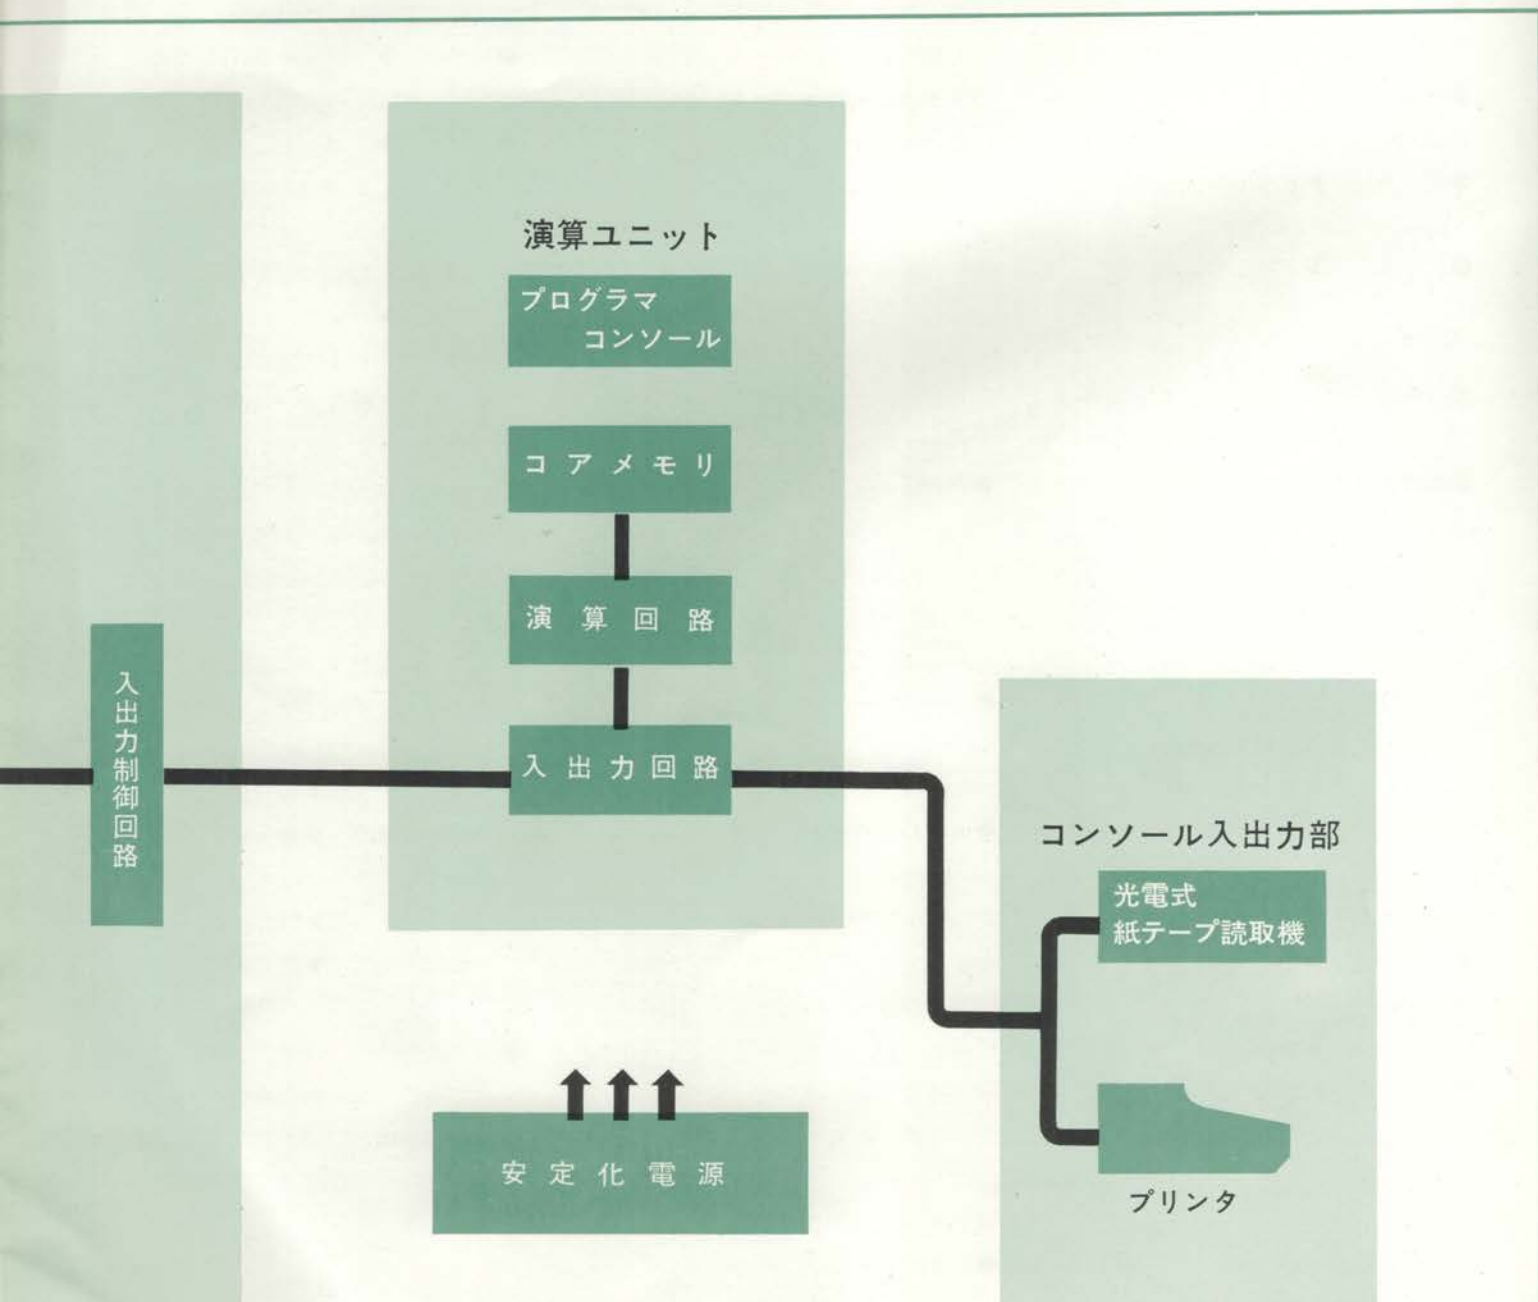 演算ユニット
プログラマ
コンソール
コアメモリ
演算回路
入出力回路
入出力制御回路
コンソール入出力部
光電式
紙テープ読取機
プリンタ
安定化電源